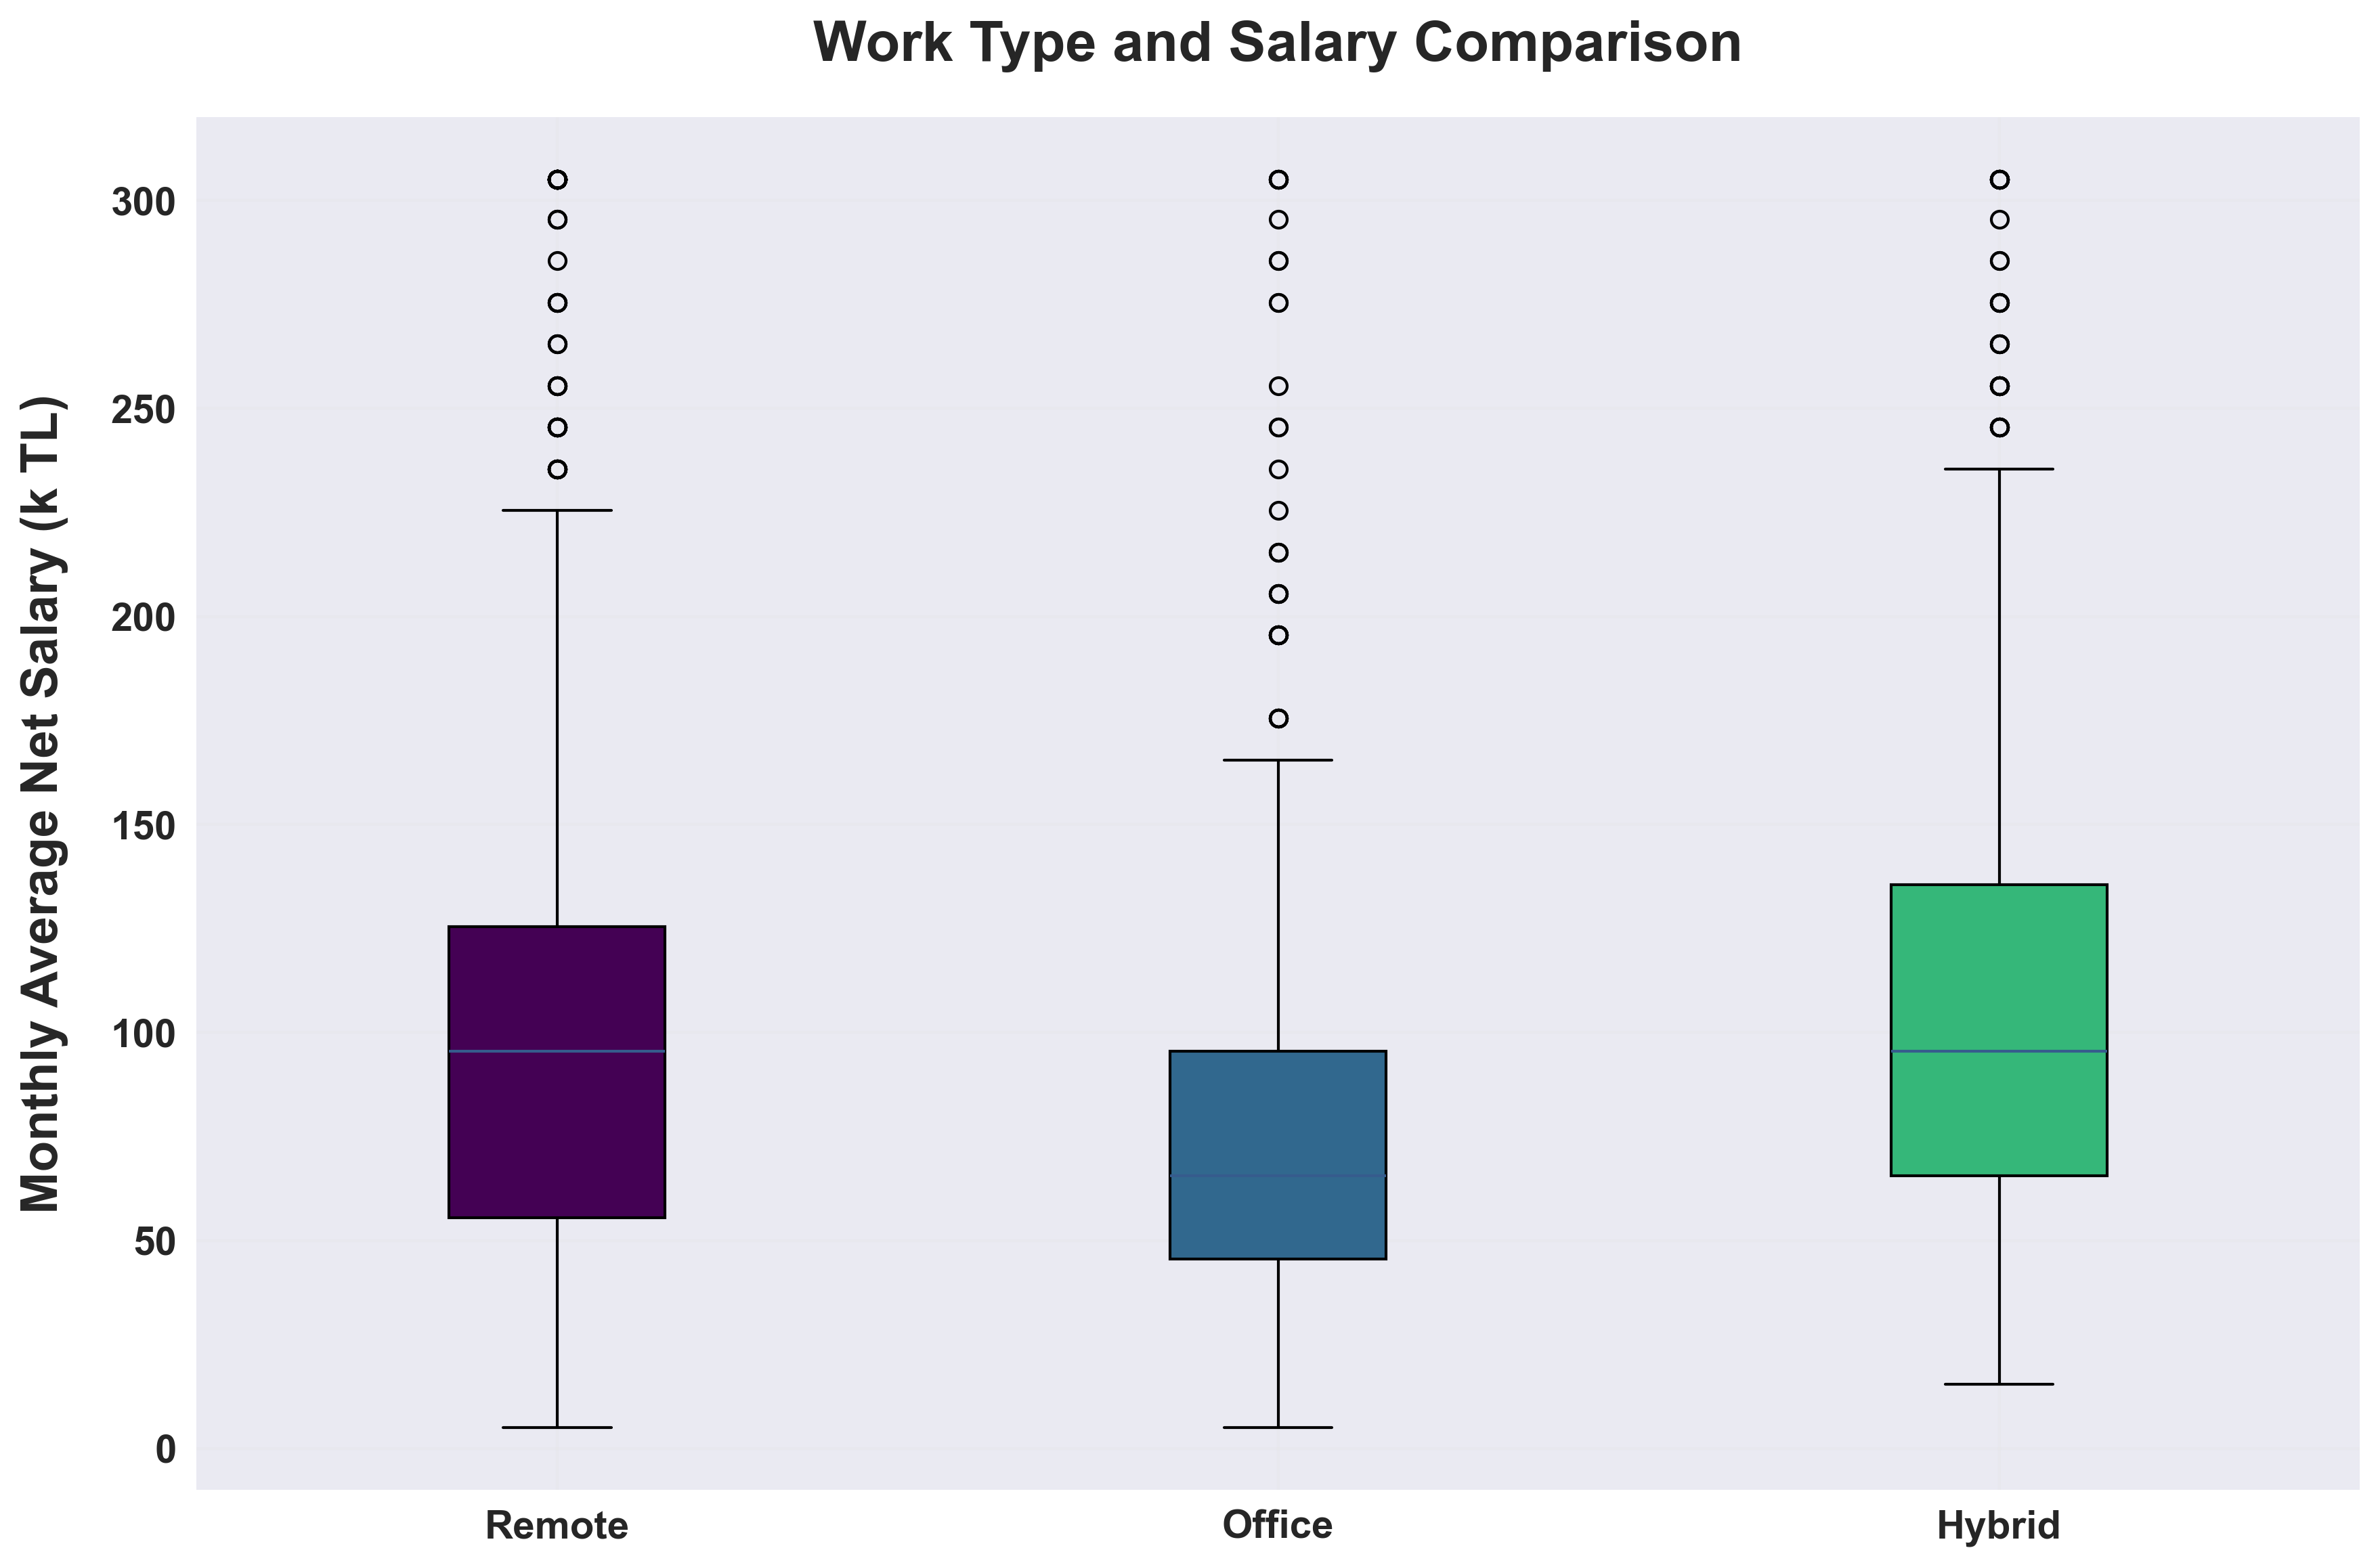 Work Type and Salary Comparison
Monthly Average Net Salary (k TL)
300
250
200
150
100
50
0
Remote
Office
Hybrid